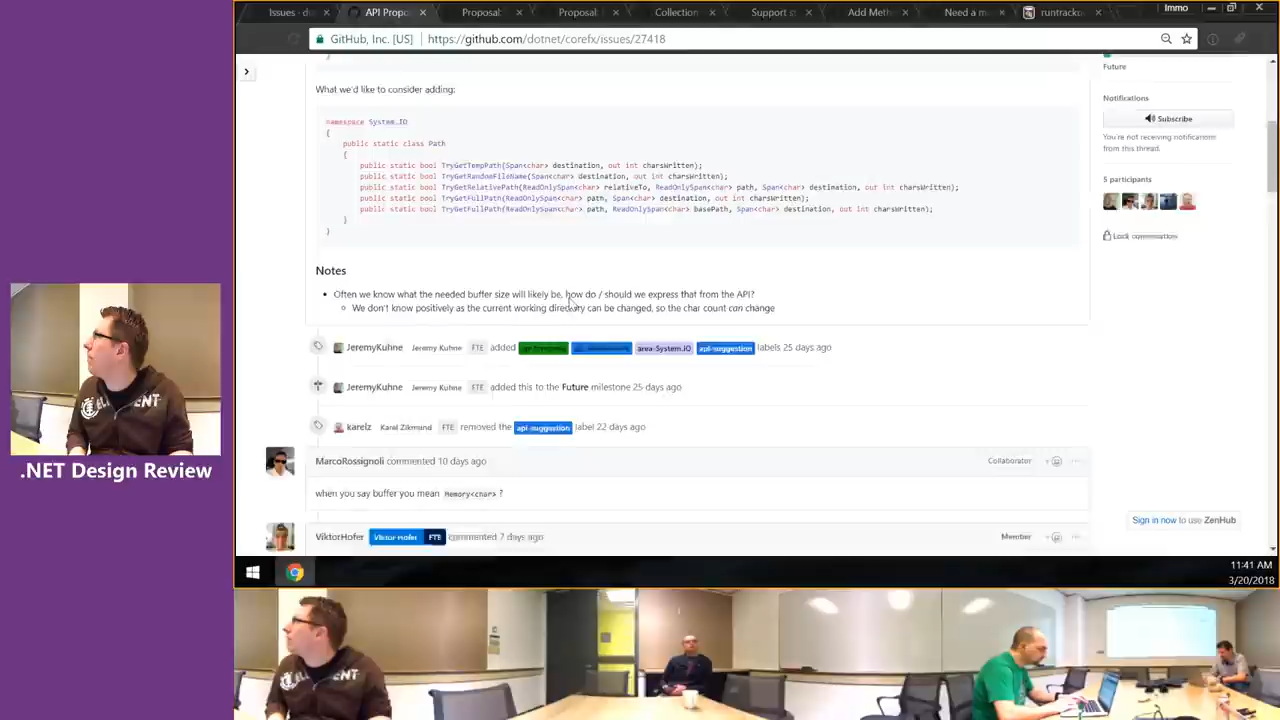 Issues - d
API Propo
Proposal:
Proposal:
Collection
Support s
Add Meth
Need a m
runtracko
Immo
GitHub, Inc. [US]
https://github.com/dotnet/corefx/issues/27418
What we'd like to consider adding:
namespace System.IO
{
public static class Path
{
public static bool TryGetTempPath(Span<char> destination, out int charsWritten);
public static bool TryGetRandomFileName(Span<char> destination, out int charsWritten);
public static bool TryGetRelativePath(ReadOnlySpan<char> relativeTo, ReadOnlySpan<char> path, Span<char> destination, out int charsWritten);
public static bool TryGetFullPath(ReadOnlySpan<char> path, Span<char> destination, out int charsWritten);
public static bool TryGetFullPath(ReadOnlySpan<char> path, ReadOnlySpan<char> basePath, Span<char> destination, out int charsWritten);
}
}
Notes
Often we know what the needed buffer size will likely be, how do / should we express that from the API?
We don't know positively as the current working directory can be changed, so the char count can change
JeremyKuhne Jeremy Kuhne FTE added area-System.IO api-suggestion labels 25 days ago
JeremyKuhne Jeremy Kuhne FTE added this to the Future milestone 25 days ago
karelz Karel Zikmund FTE removed the api-suggestion label 22 days ago
MarcoRossignoli commented 10 days ago
Collaborator
when you say buffer you mean Memory<char> ?
ViktorHofer Viktor Hofer FTE commented 7 days ago
Member
Future
Notifications
Subscribe
You're not receiving notifications
from this thread.
5 participants
Lock conversation
Sign in now to use ZenHub
11:41 AM
3/20/2018
.NET Design Review